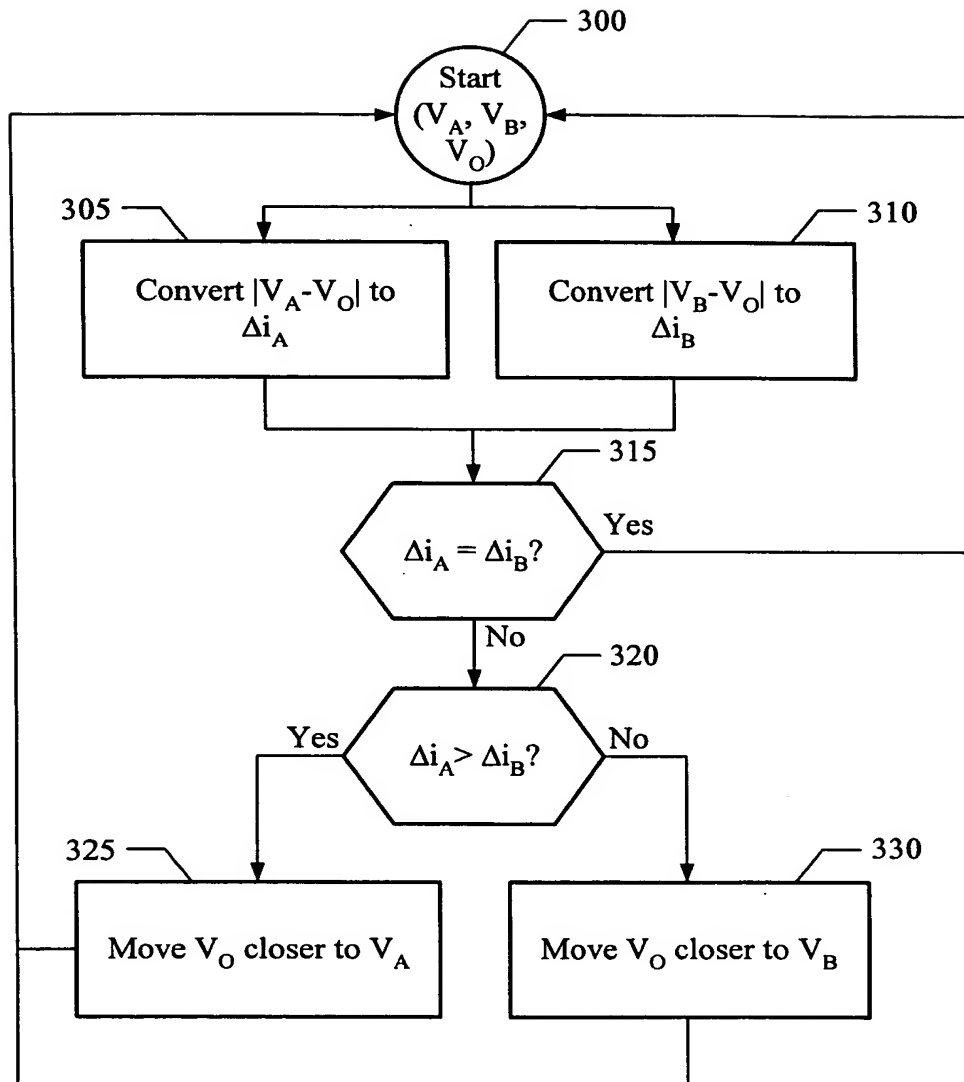 300
Start
(V_A, V_B,
V_O)
305
310
Convert |V_A-V_O| to
Δi_A
Convert |V_B-V_O| to
Δi_B
315
Δi_A = Δi_B?
Yes
No
320
Yes
Δi_A> Δi_B?
No
325
330
Move V_O closer to V_A
Move V_O closer to V_B